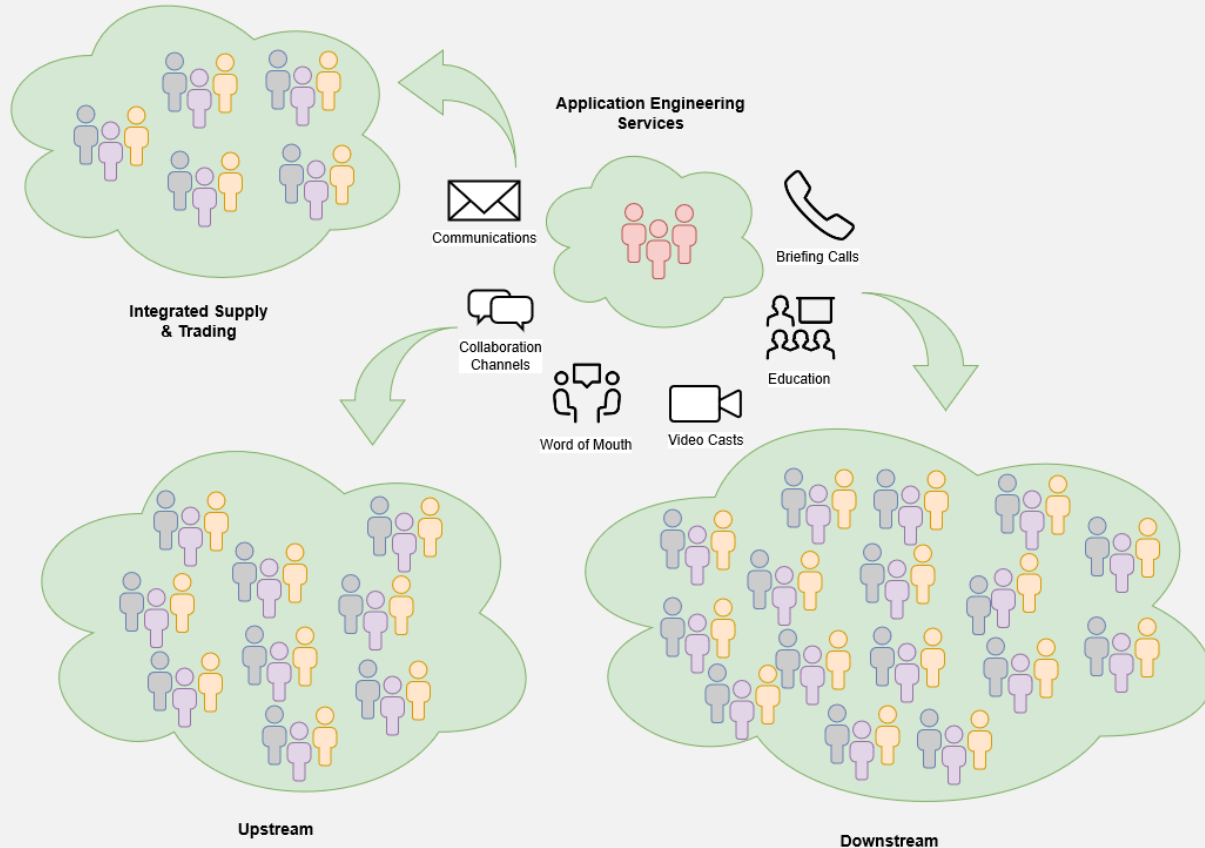 Application Engineering
Services
Communications
Briefing Calls
Integrated Supply
& Trading
Collaboration
Channels
Education
Word of Mouth
Video Casts
Upstream
Downstream